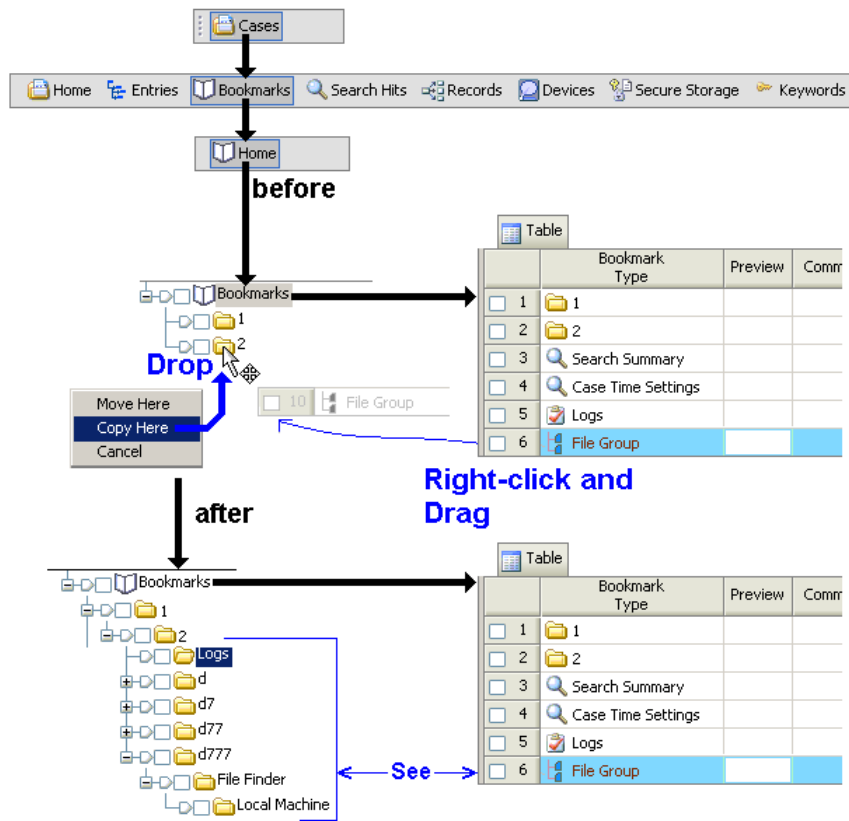 Cases
Home Entries Bookmarks Search Hits Records Devices Secure Storage Keywords
Home
before
Table
Bookmark Type Preview Comm
Bookmarks
1
2
Drop
1 1
2 2
3 Search Summary
4 Case Time Settings
5 Logs
6 File Group
10 File Group
Move Here
Copy Here
Cancel
Right-click and
Drag
after
Table
Bookmark Type Preview Comm
Bookmarks
1
2
Logs
d
d7
d77
d777
File Finder
Local Machine
See
1 1
2 2
3 Search Summary
4 Case Time Settings
5 Logs
6 File Group